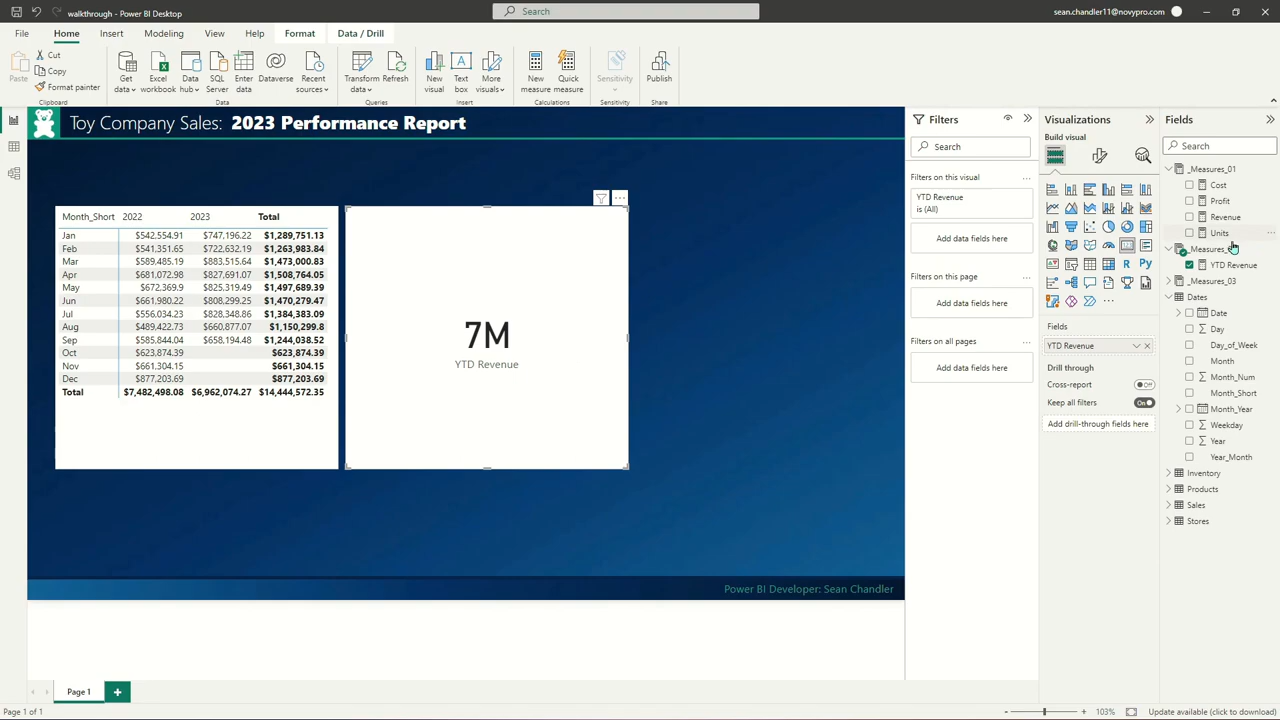 walkthrough - Power BI Desktop
Search
sean.chandler11@novypro.com
File
Home
Insert
Modeling
View
Help
Format
Data / Drill
Paste
Cut
Copy
Format painter
Clipboard
Get data
Excel workbook
Data hub
SQL Server
Enter data
Dataverse
Recent sources
Data
Transform data
Refresh
Queries
New visual
Text box
More visuals
Insert
New measure
Quick measure
Calculations
Sensitivity
Sensitivity
Publish
Share
Toy Company Sales: 2023 Performance Report
Month_Short 2022 2023 Total
Jan $542,554.91 $747,196.22 $1,289,751.13
Feb $541,351.65 $722,632.19 $1,263,983.84
Mar $589,485.19 $883,515.64 $1,473,000.83
Apr $681,072.98 $827,691.07 $1,508,764.05
May $672,369.9 $825,319.49 $1,497,689.39
Jun $661,980.22 $808,299.25 $1,470,279.47
Jul $556,034.23 $828,348.86 $1,384,383.09
Aug $489,422.73 $660,877.07 $1,150,299.8
Sep $585,844.04 $658,194.48 $1,244,038.52
Oct $623,874.39 $623,874.39
Nov $661,304.15 $661,304.15
Dec $877,203.69 $877,203.69
Total $7,482,498.08 $6,962,074.27 $14,444,572.35
7M
YTD Revenue
Power BI Developer: Sean Chandler
Filters
Search
Filters on this visual
YTD Revenue
is (All)
Add data fields here
Filters on this page
Add data fields here
Filters on all pages
Add data fields here
Visualizations
Build visual
R
Py
Fields
YTD Revenue
Drill through
Cross-report
Off
Keep all filters
On
Add drill-through fields here
Fields
Search
_Measures_01
Cost
Profit
Revenue
Units
_Measures_
YTD Revenue
_Measures_03
Dates
Date
Day
Day_of_Week
Month
Month_Num
Month_Short
Month_Year
Weekday
Year
Year_Month
Inventory
Products
Sales
Stores
Page 1
Page 1 of 1
103%
Update available (click to download)